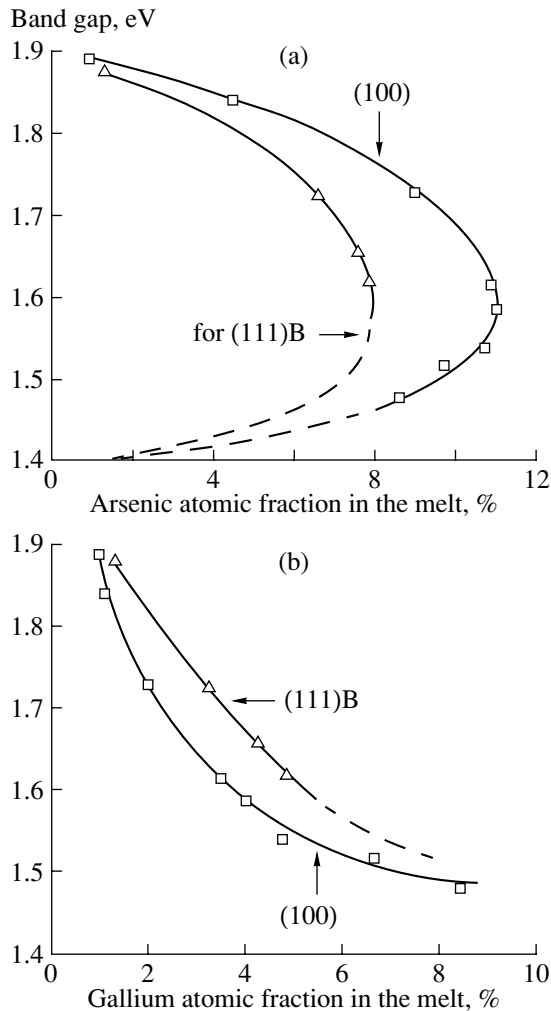 Band gap, eV
1.9
(a)
(100)
1.8
1.7
1.6
for (111)B
1.5
1.4
0 4 8 12
Arsenic atomic fraction in the melt, %
1.9
(b)
1.8
(111)B
1.7
1.6
1.5
(100)
1.4
0 2 4 6 8 10
Gallium atomic fraction in the melt, %